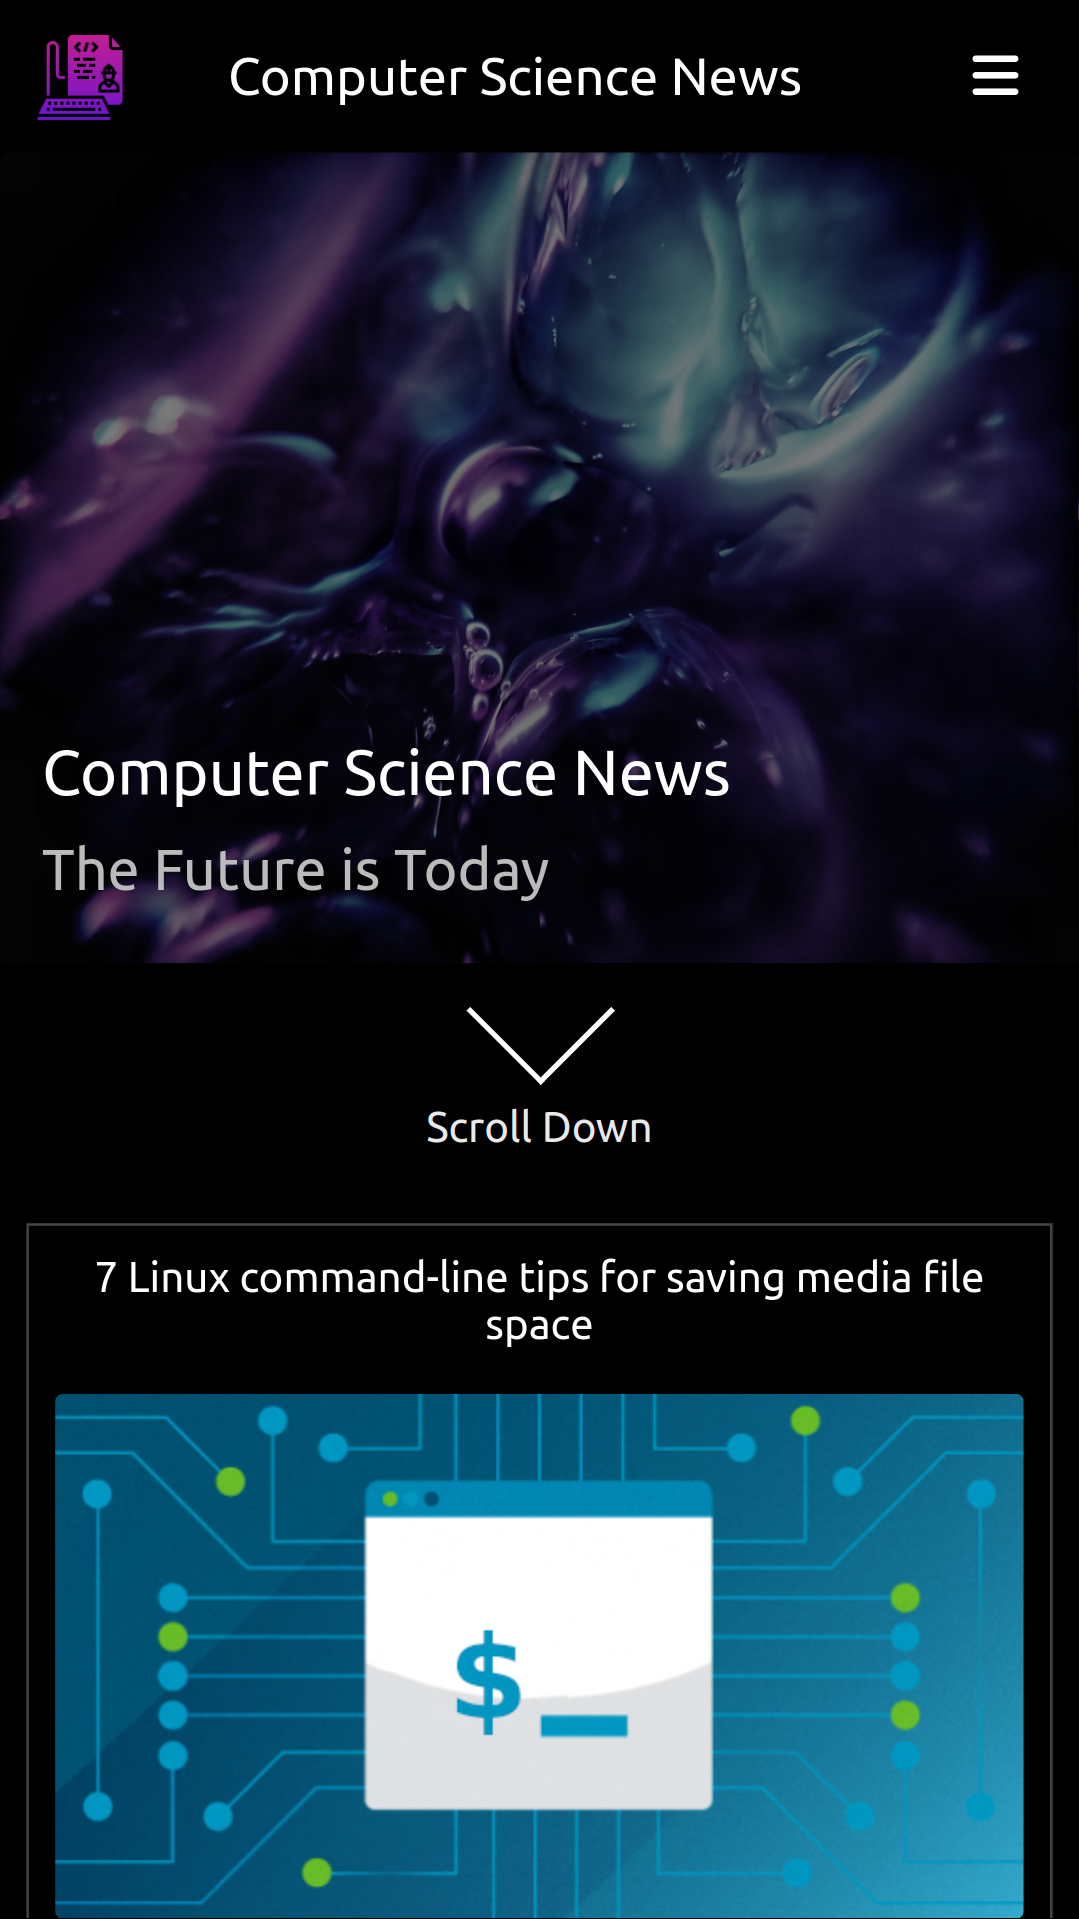 Computer Science News
Computer Science News
The Future is Today
Scroll Down
7 Linux command-line tips for saving media file
space
$_